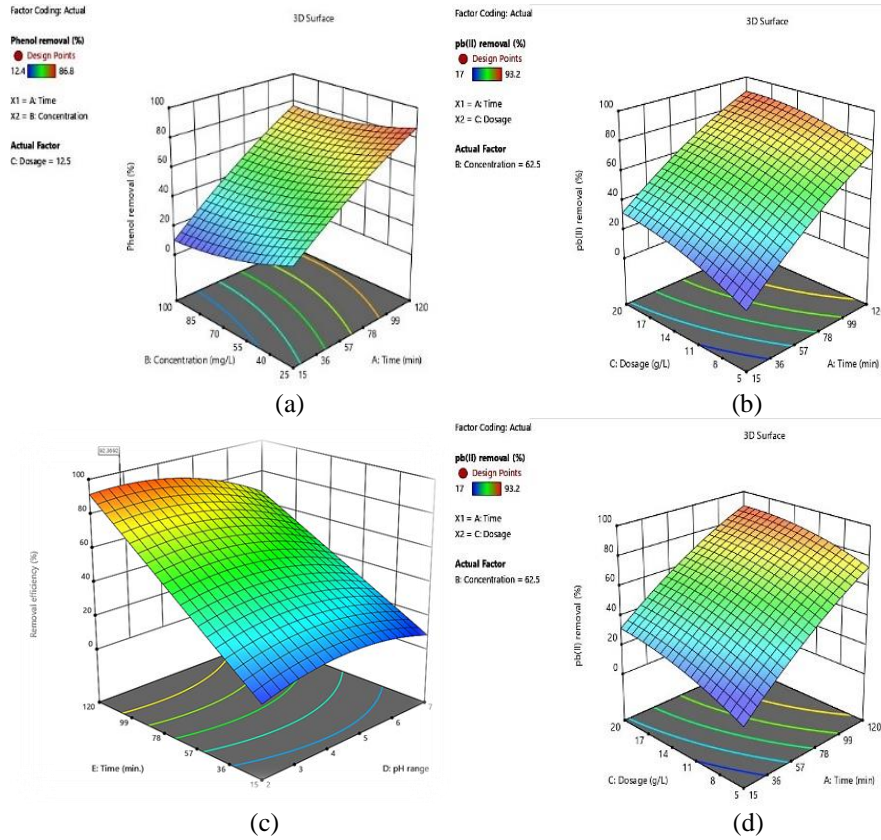 Factor Coding: Actual
3D Surface
Phenol removal (%)
Design Points
12.4 86.8
X1 = A: Time
X2 = B: Concentration
Actual Factor
C: Dosage = 12.5
Phenol removal (%)
100
80
60
40
20
0
100
85
70
55
40
25
B: Concentration (mg/L)
15
36
57
78
99
120
A: Time (min)
(a)
Factor Coding: Actual
3D Surface
pb(II) removal (%)
Design Points
17 93.2
X1 = A: Time
X2 = C: Dosage
Actual Factor
B: Concentration = 62.5
pb(II) removal (%)
100
80
60
40
20
0
20
17
14
11
8
5
C: Dosage (g/L)
15
36
57
78
99
12
A: Time (min)
(b)
Removal efficiency (%)
100
80
60
40
20
0
120
99
78
57
36
15
E: Time (min.)
2
3
4
5
6
7
D: pH range
(c)
Factor Coding: Actual
3D Surface
pb(II) removal (%)
Design Points
17 93.2
X1 = A: Time
X2 = C: Dosage
Actual Factor
B: Concentration = 62.5
pb(II) removal (%)
100
80
60
40
20
0
20
17
14
11
8
5
C: Dosage (g/L)
15
36
57
78
99
120
A: Time (min)
(d)